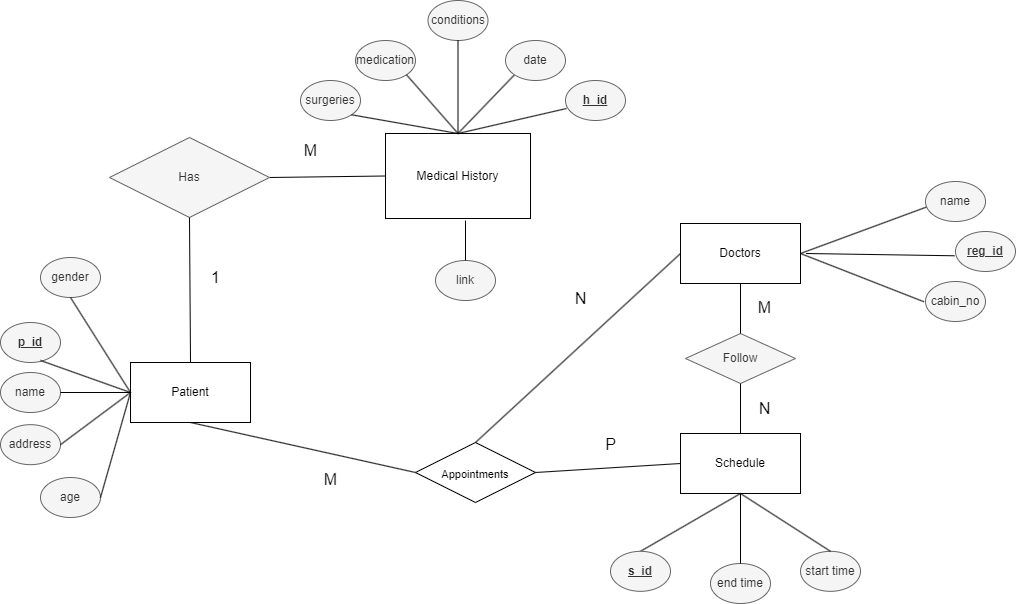 conditions
medication
date
surgeries
h_id
M
Has
Medical History
name
Doctors
reg_id
gender
1
link
N
cabin_no
M
p_id
Follow
name
Patient
N
address
P
Schedule
M
Appointments
age
s_id
end time
start time